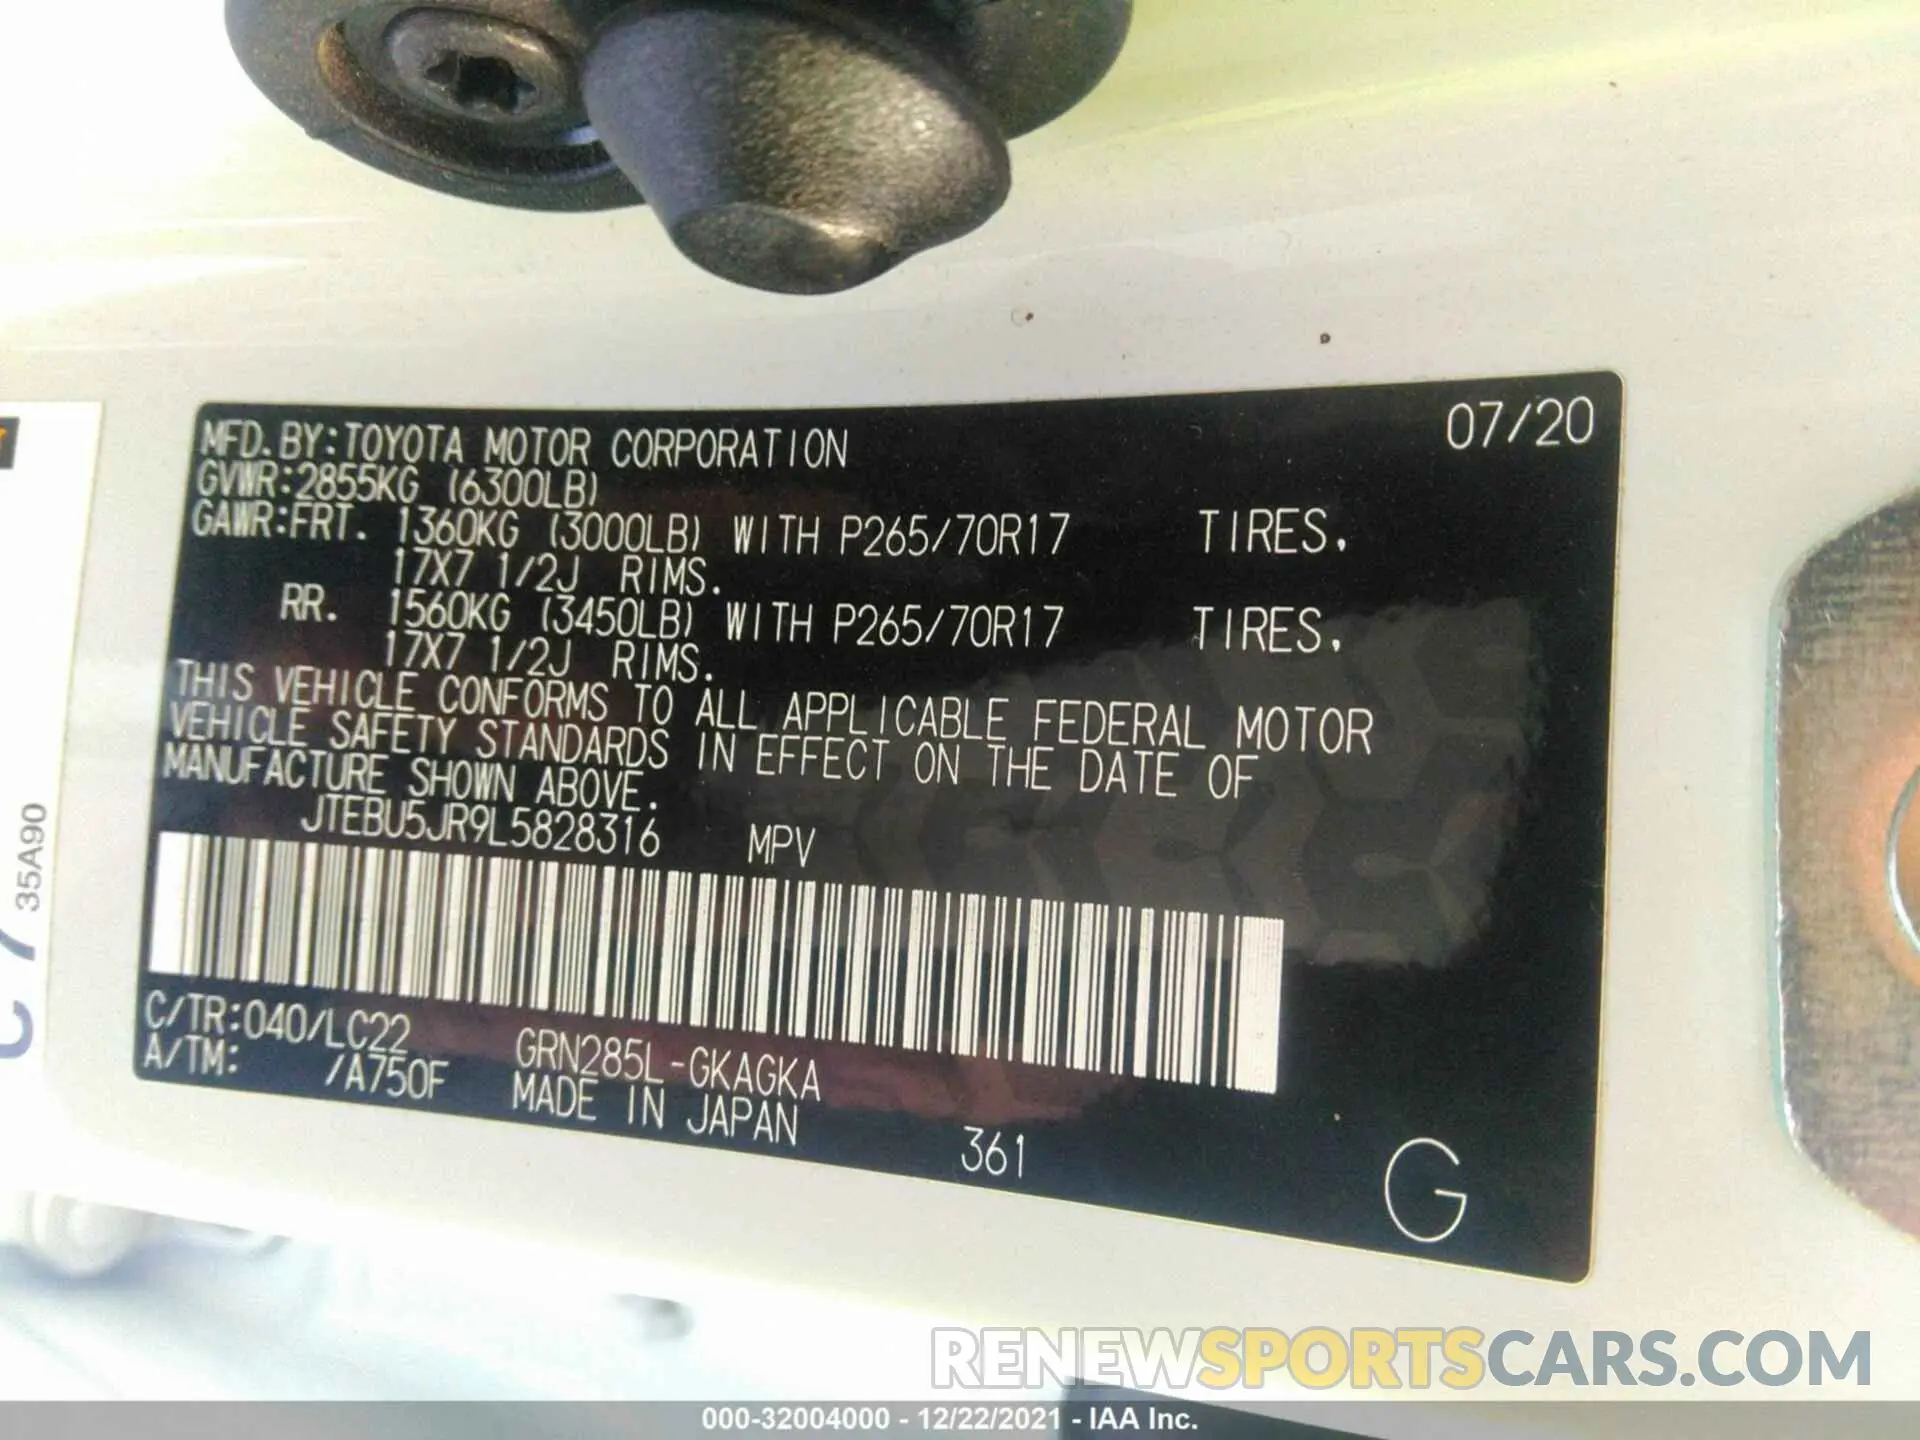 07/20
MFD.BY:TOYOTA MOTOR CORPORATION
GVWR:2855KG (6300LB)
GAWR:FRT. 1360KG (3000LB) WITH P265/70R17 TIRES,
17X7 1/2J RIMS.
RR. 1560KG (3450LB) WITH P265/70R17 TIRES,
17X7 1/2J RIMS.
THIS VEHICLE CONFORMS TO ALL APPLICABLE FEDERAL MOTOR
VEHICLE SAFETY STANDARDS IN EFFECT ON THE DATE OF
MANUFACTURE SHOWN ABOVE.
JTEBU5JR9L5828316 MPV
C/TR:040/LC22 GRN285L-GKAGKA
A/TM: /A750F MADE IN JAPAN
361
G
35A90
RENEWSPORTSCARS.COM
000-32004000 - 12/22/2021 - IAA Inc.